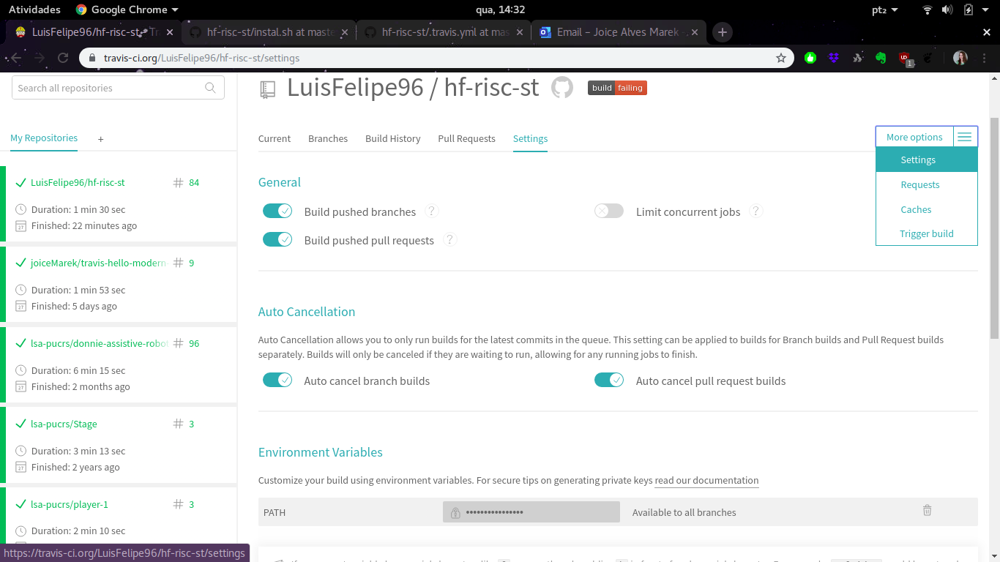 Atividades Google Chrome qua, 14:32 pt₂
LuisFelipe96/hf-risc-st - Tr hf-risc-st/instal.sh at maste hf-risc-st/.travis.yml at mas Email – Joice Alves Marek –
travis-ci.org/LuisFelipe96/hf-risc-st/settings
1
Search all repositories
My Repositories +
LuisFelipe96/hf-risc-st # 84
Duration: 1 min 30 sec
Finished: 22 minutes ago
joiceMarek/travis-hello-modern- # 9
Duration: 1 min 53 sec
Finished: 5 days ago
lsa-pucrs/donnie-assistive-robot # 96
Duration: 6 min 15 sec
Finished: 2 months ago
lsa-pucrs/Stage # 3
Duration: 3 min 13 sec
Finished: 2 years ago
lsa-pucrs/player-1 # 3
Duration: 2 min 10 sec
https://travis-ci.org/LuisFelipe96/hf-risc-st/settings
LuisFelipe96 / hf-risc-st build failing
Current Branches Build History Pull Requests Settings
More options
Settings
Requests
Caches
Trigger build
General
Build pushed branches ? Limit concurrent jobs ?
Build pushed pull requests ?
Auto Cancellation
Auto Cancellation allows you to only run builds for the latest commits in the queue. This setting can be applied to builds for Branch builds and Pull Request builds
separately. Builds will only be canceled if they are waiting to run, allowing for any running jobs to finish.
Auto cancel branch builds Auto cancel pull request builds
Environment Variables
Customize your build using environment variables. For secure tips on generating private keys read our documentation
PATH •••••••••••••••• Available to all branches